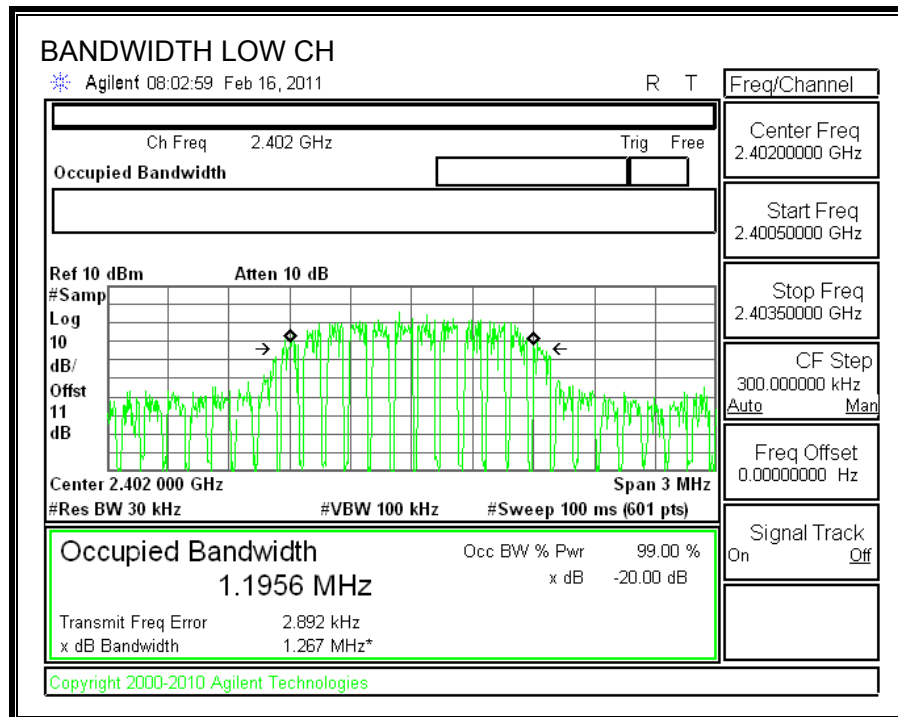 BANDWIDTH LOW CH
Agilent 08:02:59 Feb 16, 2011 R T
Freq/Channel
Ch Freq 2.402 GHz Trig Free
Occupied Bandwidth
Center Freq
2.40200000 GHz
Start Freq
2.40050000 GHz
Stop Freq
2.40350000 GHz
CF Step
300.000000 kHz
Auto Man
Freq Offset
0.00000000 Hz
Signal Track
On Off
Ref 10 dBm Atten 10 dB
#Samp
Log
10
dB/
Offst
11
dB
Center 2.402 000 GHz Span 3 MHz
#Res BW 30 kHz #VBW 100 kHz #Sweep 100 ms (601 pts)
Occupied Bandwidth Occ BW % Pwr 99.00 %
1.1956 MHz x dB -20.00 dB
Transmit Freq Error 2.892 kHz
x dB Bandwidth 1.267 MHz*
Copyright 2000-2010 Agilent Technologies